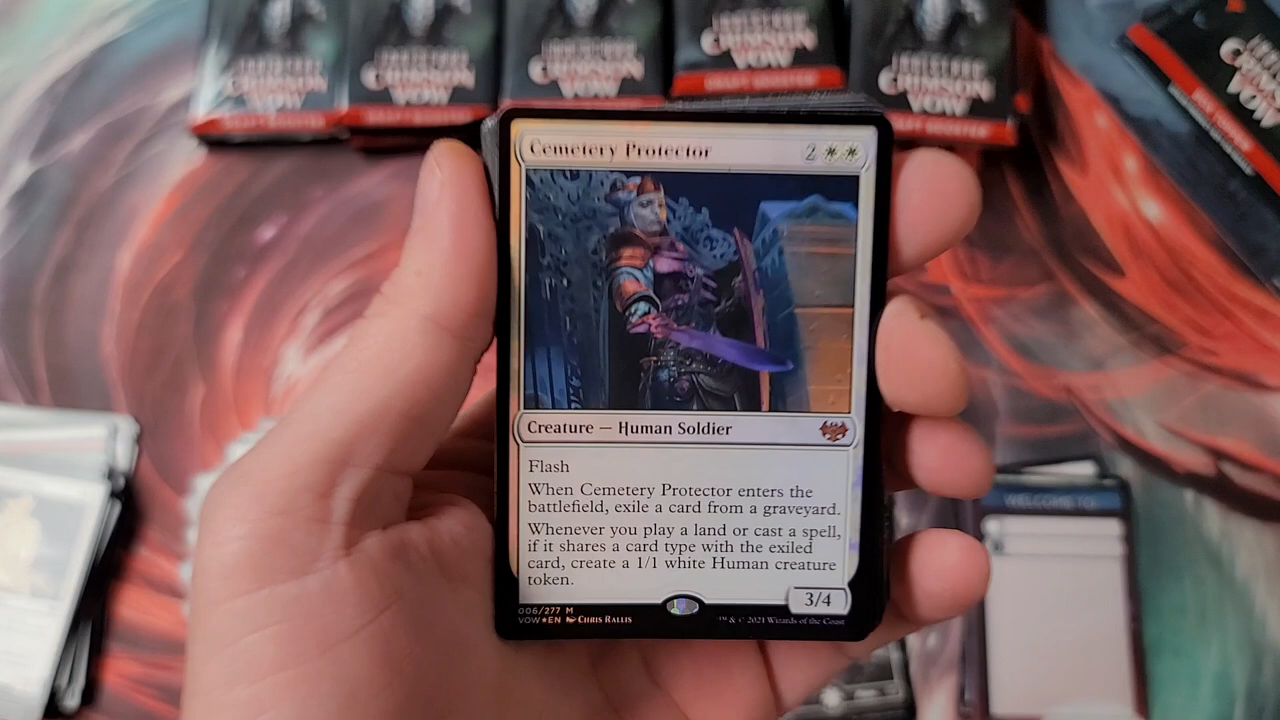 CRIMSON
VOW
CRIMSON
VOW
CRIMSON
VOW
CRIMSON
VOW
CRIMSON
VOW
DRAFT BOOSTER
Cemetery Protector 2
Creature — Human Soldier
Flash
When Cemetery Protector enters the
battlefield, exile a card from a graveyard.
Whenever you play a land or cast a spell,
if it shares a card type with the exiled
card, create a 1/1 white Human creature
token.
3/4
006/277 M
VOW★EN Chris Rallis
™ & © 2021 Wizards of the Coast
WELCOME TO